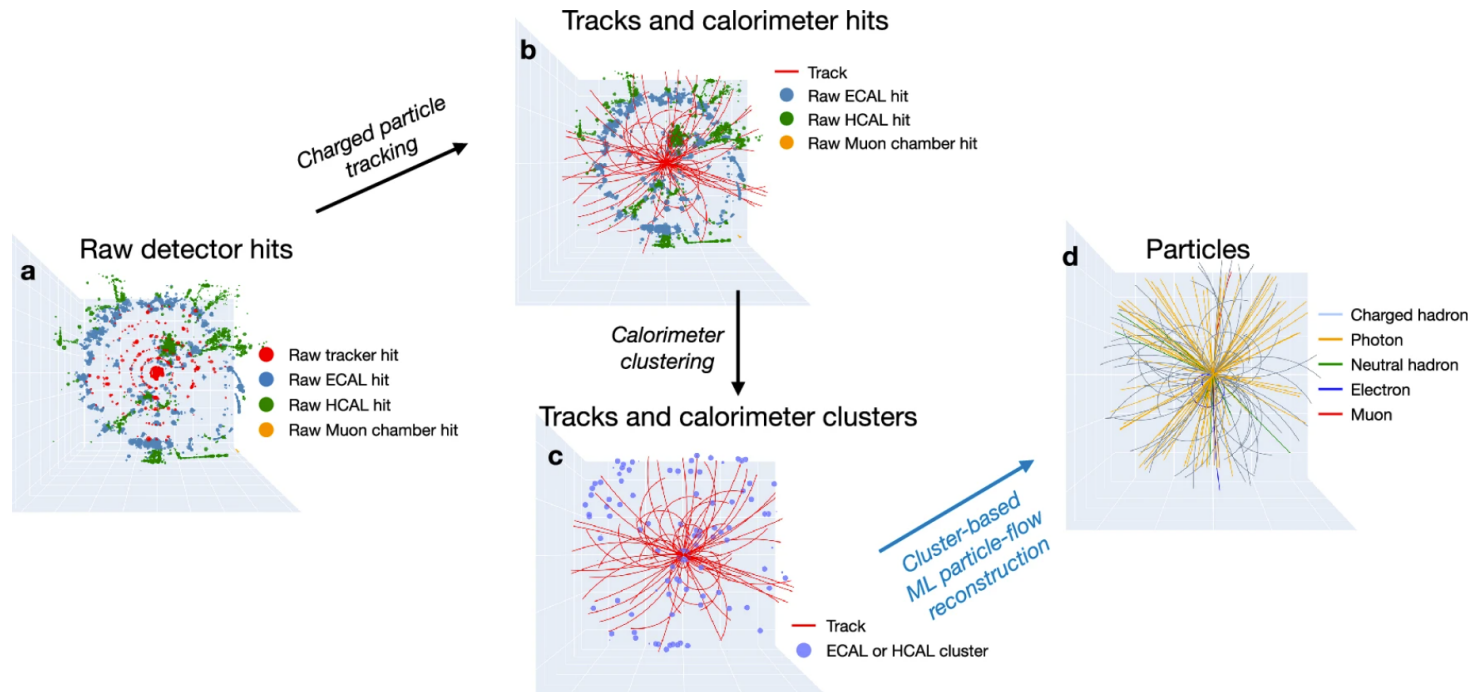 Tracks and calorimeter hits
b
Track
Raw ECAL hit
Raw HCAL hit
Raw Muon chamber hit
Charged particle
tracking
Raw detector hits
a
Raw tracker hit
Raw ECAL hit
Raw HCAL hit
Raw Muon chamber hit
Calorimeter
clustering
Tracks and calorimeter clusters
c
Track
ECAL or HCAL cluster
Cluster-based
ML particle-flow
reconstruction
Particles
d
Charged hadron
Photon
Neutral hadron
Electron
Muon